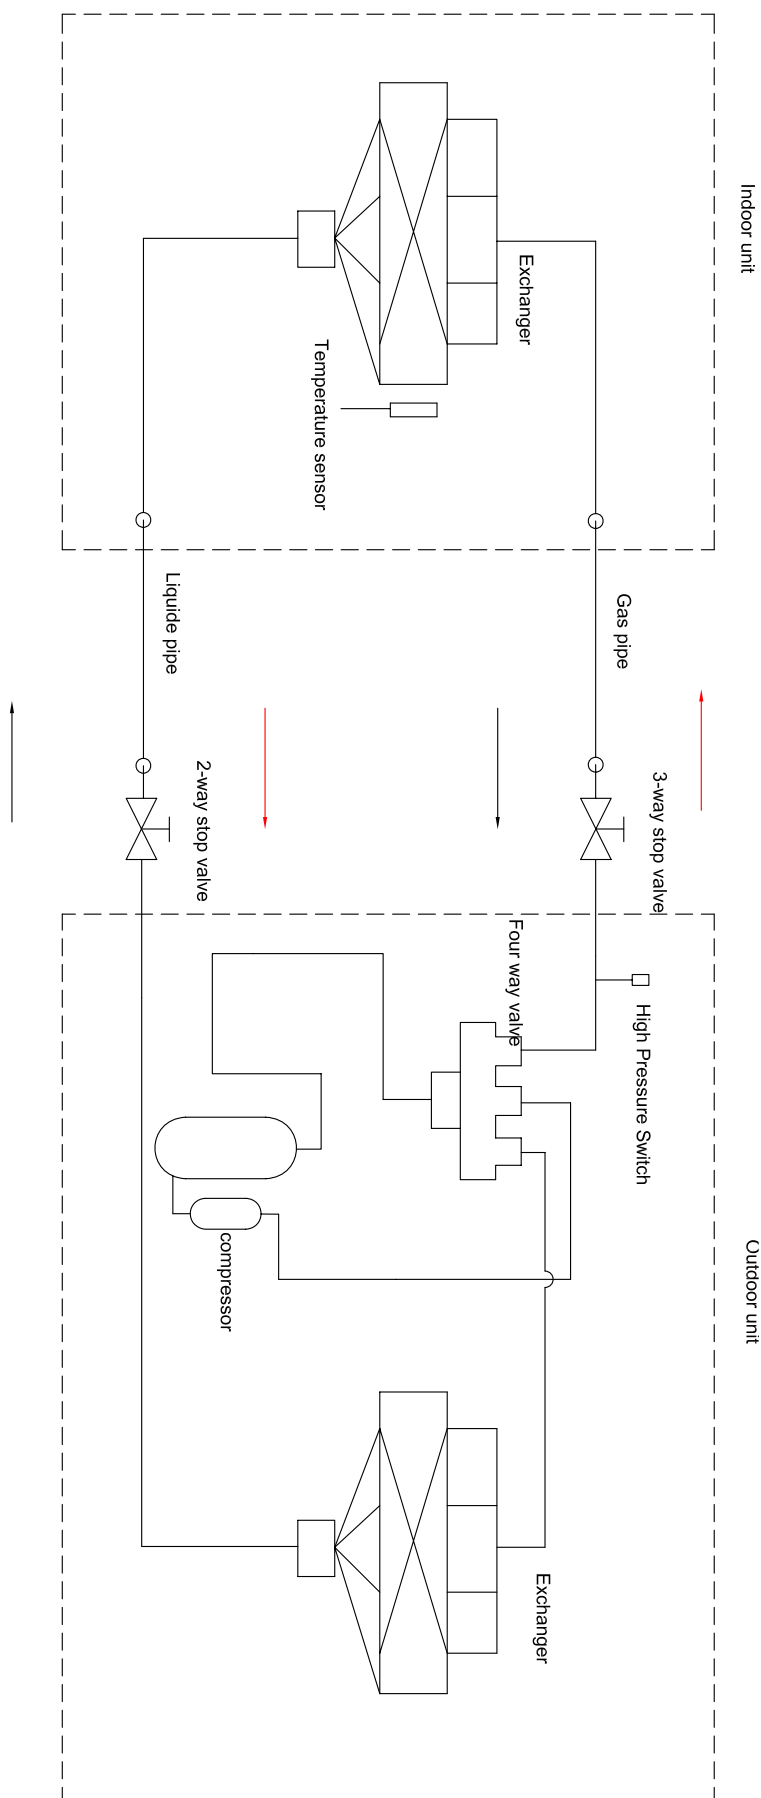 Indoor unit
Exchanger
Temperature sensor
Liquide pipe
Gas pipe
2-way stop valve
3-way stop valve
Four way valve
High Pressure Switch
compressor
Outdoor unit
Exchanger